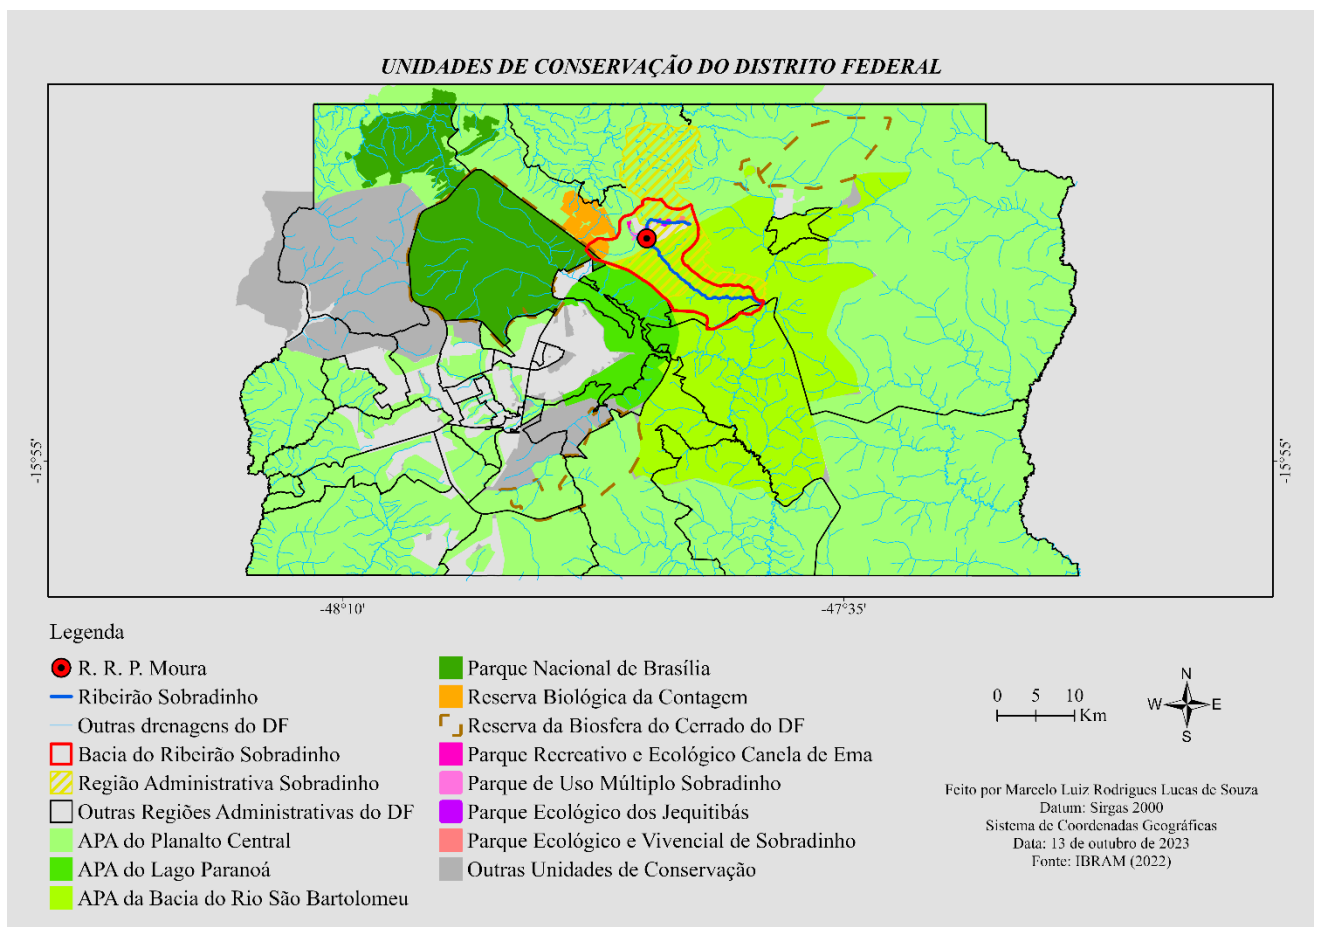 UNIDADES DE CONSERVAÇÃO DO DISTRITO FEDERAL
-15°55'
-15°55'
-48°10'
-47°35'
Legenda
R. R. P. Moura
Ribeirão Sobradinho
Outras drenagens do DF
Bacia do Ribeirão Sobradinho
Região Administrativa Sobradinho
Outras Regiões Administrativas do DF
APA do Planalto Central
APA do Lago Paranoá
APA da Bacia do Rio São Bartolomeu
Parque Nacional de Brasília
Reserva Biológica da Contagem
Reserva da Biosfera do Cerrado do DF
Parque Recreativo e Ecológico Canela de Ema
Parque de Uso Múltiplo Sobradinho
Parque Ecológico dos Jequitibás
Parque Ecológico e Vivencial de Sobradinho
Outras Unidades de Conservação
0 5 10
Km
N
W E
S
Feito por Marcelo Luiz Rodrigues Lucas de Souza
Datum: Sirgas 2000
Sistema de Coordenadas Geográficas
Data: 13 de outubro de 2023
Fonte: IBRAM (2022)